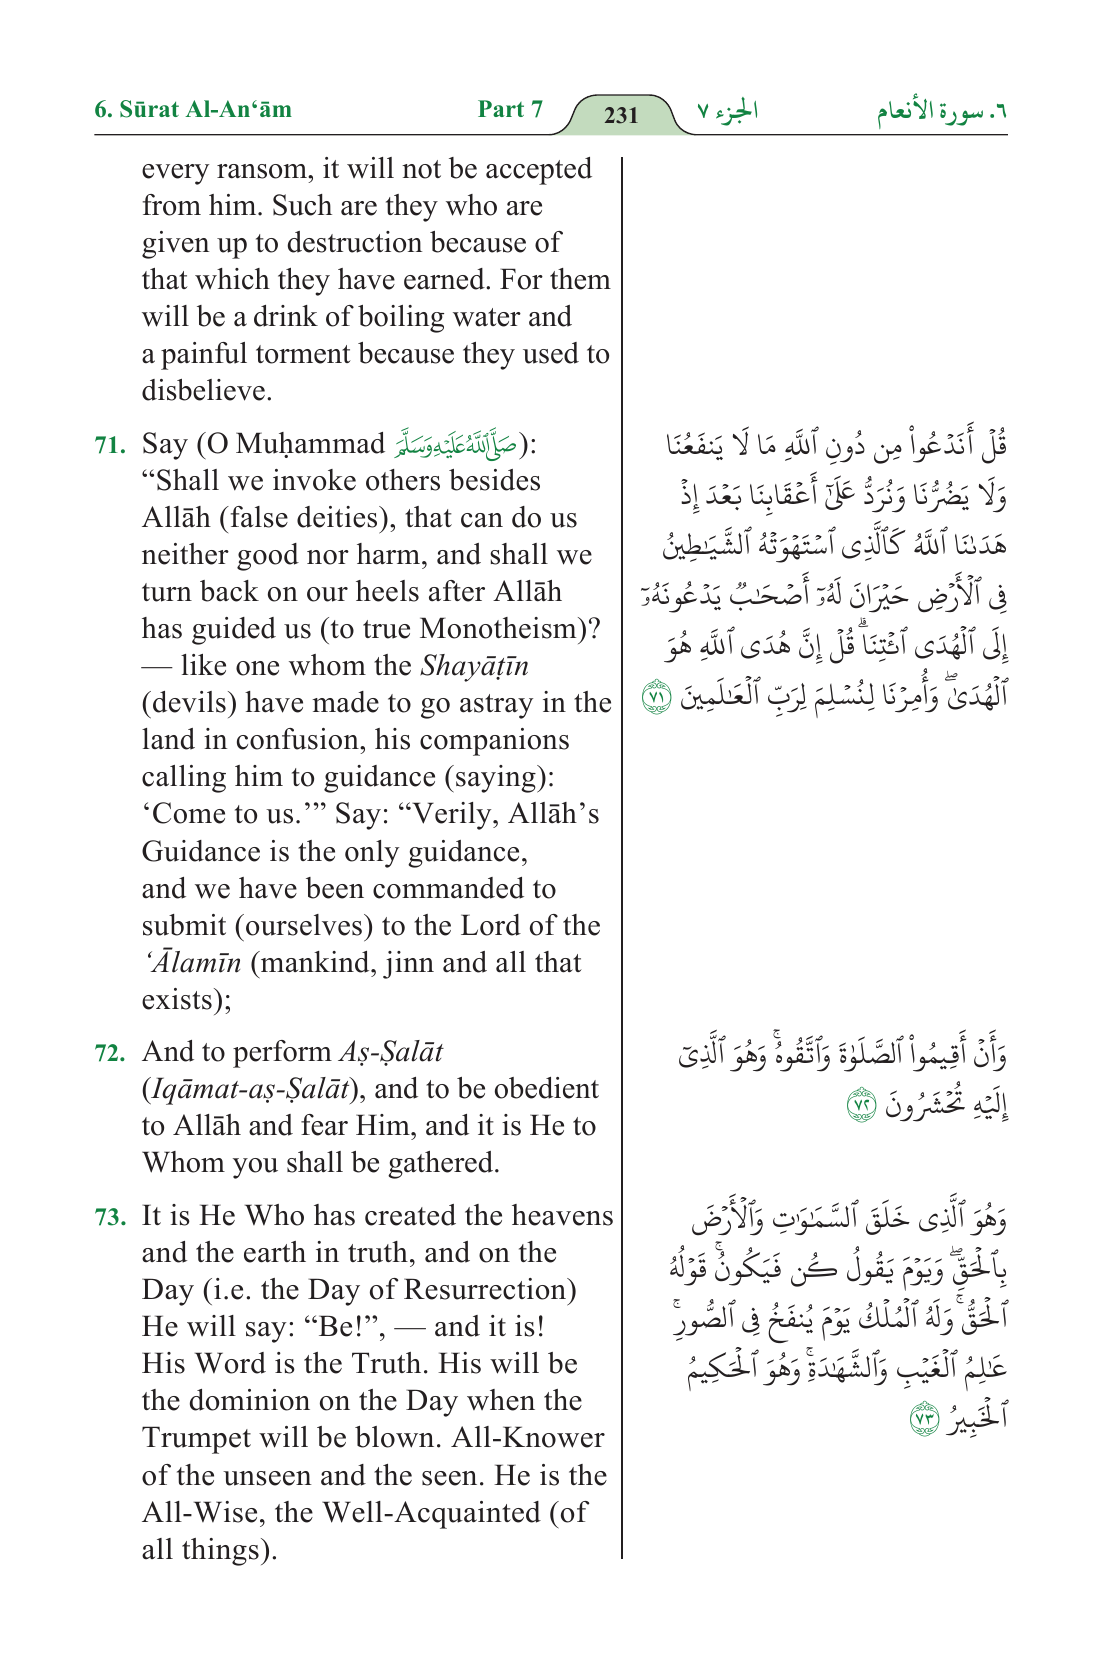 6. Sūrat Al-An‘ām Part 7 231 الجزء ٧ ٦. سورة الأنعام
every ransom, it will not be accepted
from him. Such are they who are
given up to destruction because of
that which they have earned. For them
will be a drink of boiling water and
a painful torment because they used to
disbelieve.
71. Say (O Muḥammad صَلَّى اللَّهُ عَلَيْهِ وَسَلَّمَ):
“Shall we invoke others besides
Allāh (false deities), that can do us
neither good nor harm, and shall we
turn back on our heels after Allāh
has guided us (to true Monotheism)?
— like one whom the Shayāṭīn
(devils) have made to go astray in the
land in confusion, his companions
calling him to guidance (saying):
‘Come to us.’” Say: “Verily, Allāh’s
Guidance is the only guidance,
and we have been commanded to
submit (ourselves) to the Lord of the
‘Ālamīn (mankind, jinn and all that
exists);
قُلۡ أَنَدۡعُواْ مِن دُونِ ٱللَّهِ مَا لَا يَنفَعُنَا
وَلَا يَضُرُّنَا وَنُرَدُّ عَلَىٰٓ أَعۡقَابِنَا بَعۡدَ إِذۡ
هَدَىٰنَا ٱللَّهُ كَٱلَّذِى ٱسۡتَهۡوَتۡهُ ٱلشَّيَٰطِينُ
فِى ٱلۡأَرۡضِ حَيۡرَانَ لَهُۥٓ أَصۡحَٰبٌ يَدۡعُونَهُۥٓ
إِلَى ٱلۡهُدَى ٱئۡتِنَاۗ قُلۡ إِنَّ هُدَى ٱللَّهِ هُوَ
ٱلۡهُدَىٰۖ وَأُمِرۡنَا لِنُسۡلِمَ لِرَبِّ ٱلۡعَٰلَمِينَ ٧١
72. And to perform Aṣ-Ṣalāt
(Iqāmat-aṣ-Ṣalāt), and to be obedient
to Allāh and fear Him, and it is He to
Whom you shall be gathered.
وَأَنۡ أَقِيمُواْ ٱلصَّلَوٰةَ وَٱتَّقُوهُۚ وَهُوَ ٱلَّذِىٓ
إِلَيۡهِ تُحۡشَرُونَ ٧٢
73. It is He Who has created the heavens
and the earth in truth, and on the
Day (i.e. the Day of Resurrection)
He will say: “Be!”, — and it is!
His Word is the Truth. His will be
the dominion on the Day when the
Trumpet will be blown. All-Knower
of the unseen and the seen. He is the
All-Wise, the Well-Acquainted (of
all things).
وَهُوَ ٱلَّذِى خَلَقَ ٱلسَّمَٰوَٰتِ وَٱلۡأَرۡضَ
بِٱلۡحَقِّۖ وَيَوۡمَ يَقُولُ كُن فَيَكُونُۚ قَوۡلُهُ
ٱلۡحَقُّۚ وَلَهُ ٱلۡمُلۡكُ يَوۡمَ يُنفَخُ فِى ٱلصُّورِۚ
عَٰلِمُ ٱلۡغَيۡبِ وَٱلشَّهَٰدَةِۚ وَهُوَ ٱلۡحَكِيمُ
ٱلۡخَبِيرُ ٧٣